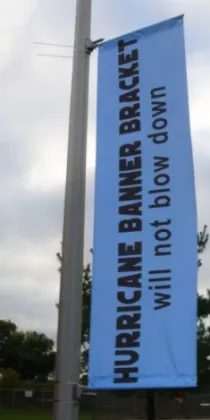 HURRICANE BANNER BRACKET
will not blow down